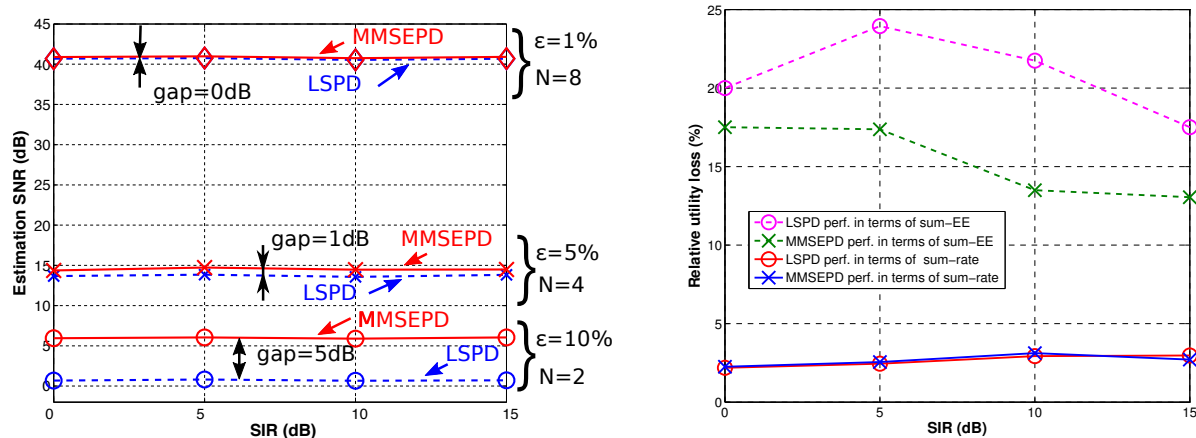 45
40
35
30
25
20
15
10
5
0
Estimation SNR (dB)
0 5 10 15
SIR (dB)
MMSEPD
LSPD
gap=0dB
ε=1%
N=8
gap=1dB
MMSEPD
LSPD
ε=5%
N=4
MMSEPD
gap=5dB
LSPD
ε=10%
N=2
25
20
15
10
5
0
Relative utility loss (%)
LSPD perf. in terms of sum−EE
MMSEPD perf. in terms of sum−EE
LSPD perf. in terms of sum−rate
MMSEPD perf. in terms of sum−rate
0 5 10 15
SIR (dB)